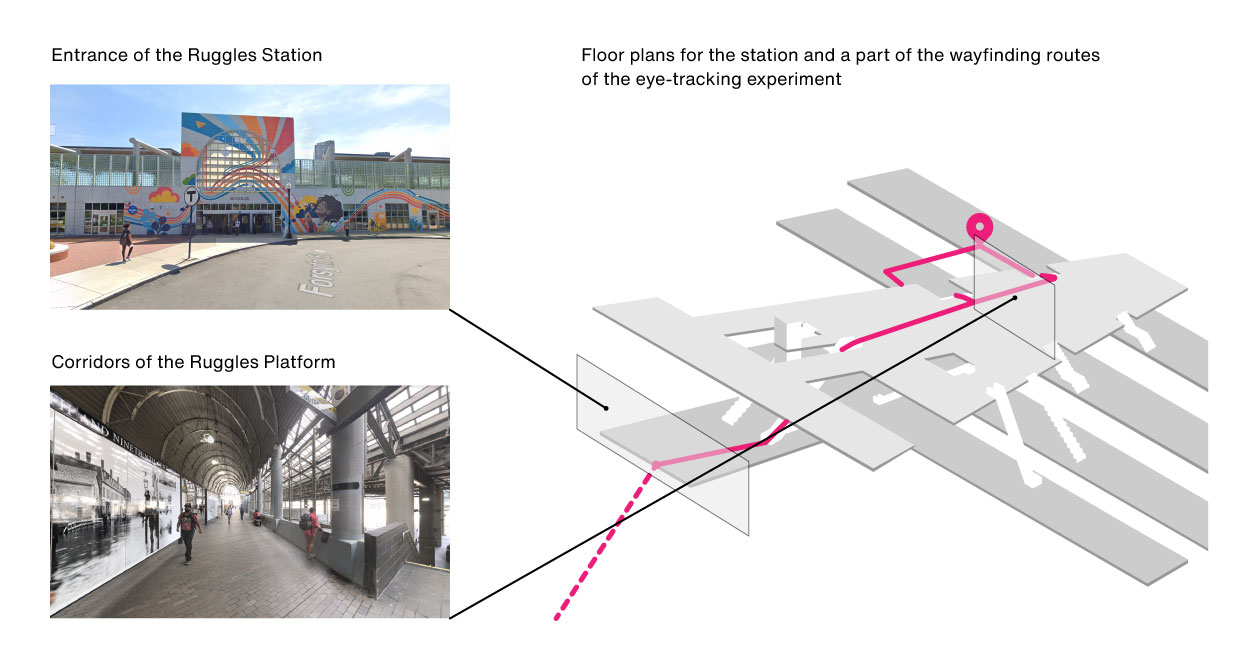 Entrance of the Ruggles Station
Floor plans for the station and a part of the wayfinding routes
of the eye-tracking experiment
T
Forsyth
Corridors of the Ruggles Platform